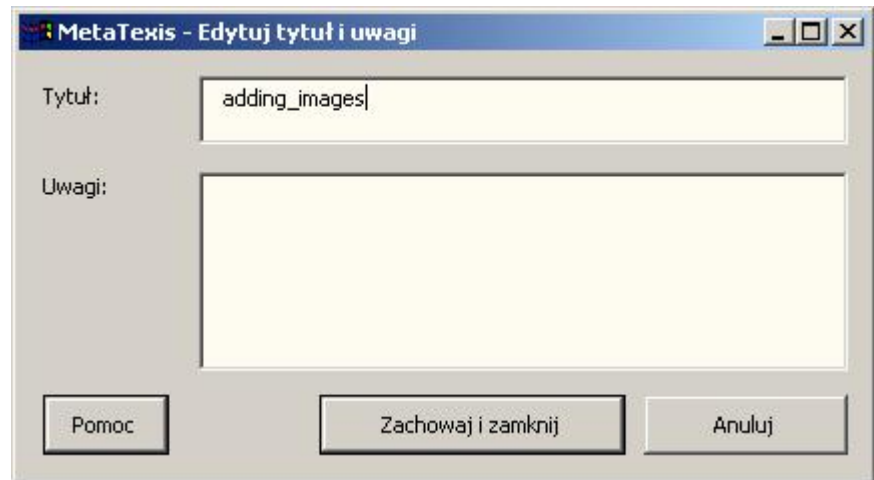 MetaTexis - Edytuj tytuł i uwagi
Tytuł:
adding_images
Uwagi:
Pomoc
Zachowaj i zamknij
Anuluj